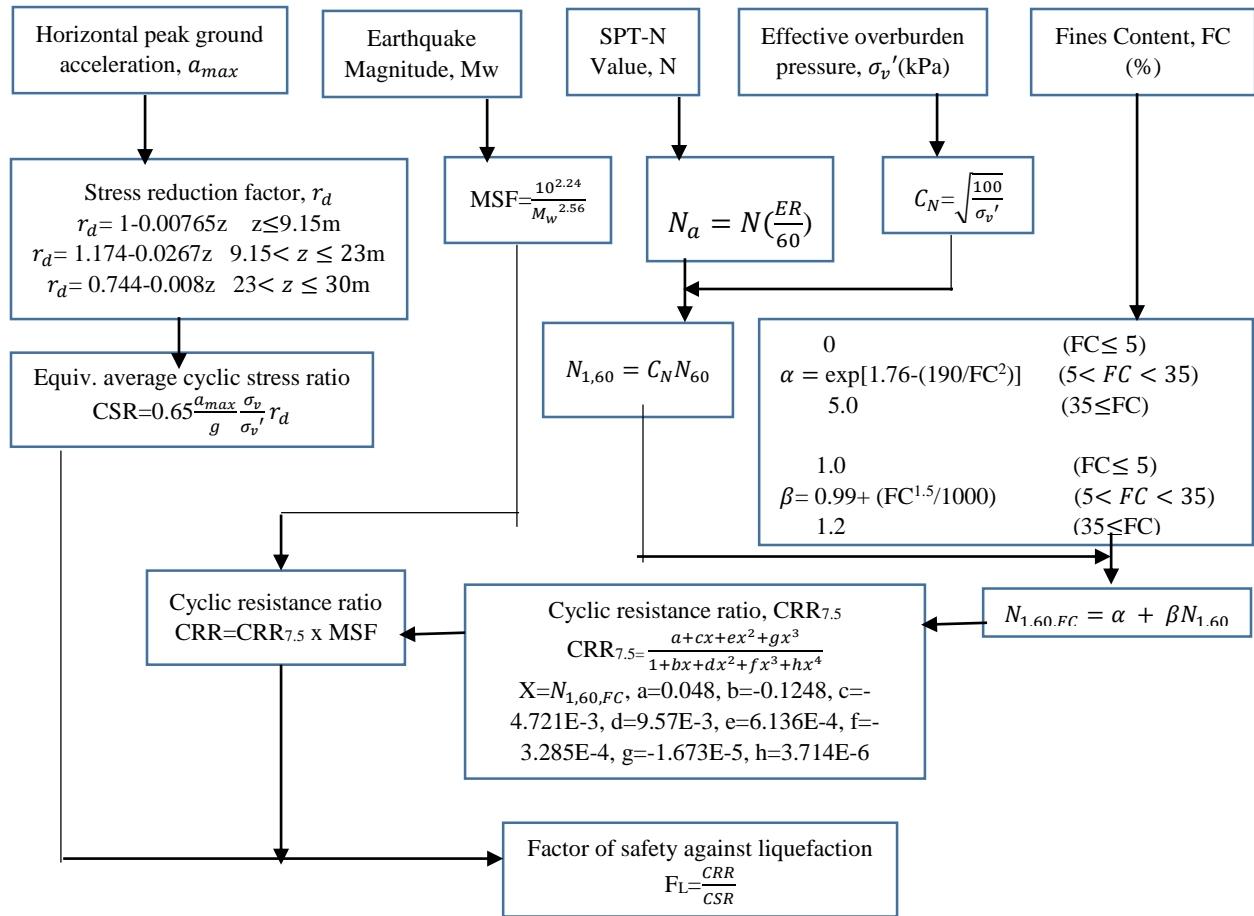 Horizontal peak ground
acceleration, a_max
Earthquake
Magnitude, Mw
SPT-N
Value, N
Effective overburden
pressure, σ_v′(kPa)
Fines Content, FC
(%)
Stress reduction factor, r_d
r_d= 1-0.00765z z≤9.15m
r_d= 1.174-0.0267z 9.15< z ≤ 23m
r_d= 0.744-0.008z 23< z ≤ 30m
MSF=10^2.24/M_w^2.56
N_a = N(ER/60)
C_N=√(100/σ_v′)
Equiv. average cyclic stress ratio
CSR=0.65 a_max/g σ_v/σ_v′ r_d
N_1,60 = C_N N_60
0 (FC≤ 5)
α = exp[1.76-(190/FC²)] (5< FC < 35)
5.0 (35≤FC)
1.0 (FC≤ 5)
β= 0.99+ (FC^1.5/1000) (5< FC < 35)
1.2 (35≤FC)
Cyclic resistance ratio
CRR=CRR_7.5 x MSF
Cyclic resistance ratio, CRR_7.5
CRR_7.5= (a+cx+ex²+gx³)/(1+bx+dx²+fx³+hx⁴)
X=N_1,60,FC, a=0.048, b=-0.1248, c=-
4.721E-3, d=9.57E-3, e=6.136E-4, f=-
3.285E-4, g=-1.673E-5, h=3.714E-6
N_1,60,FC = α + βN_1,60
Factor of safety against liquefaction
F_L=CRR/CSR